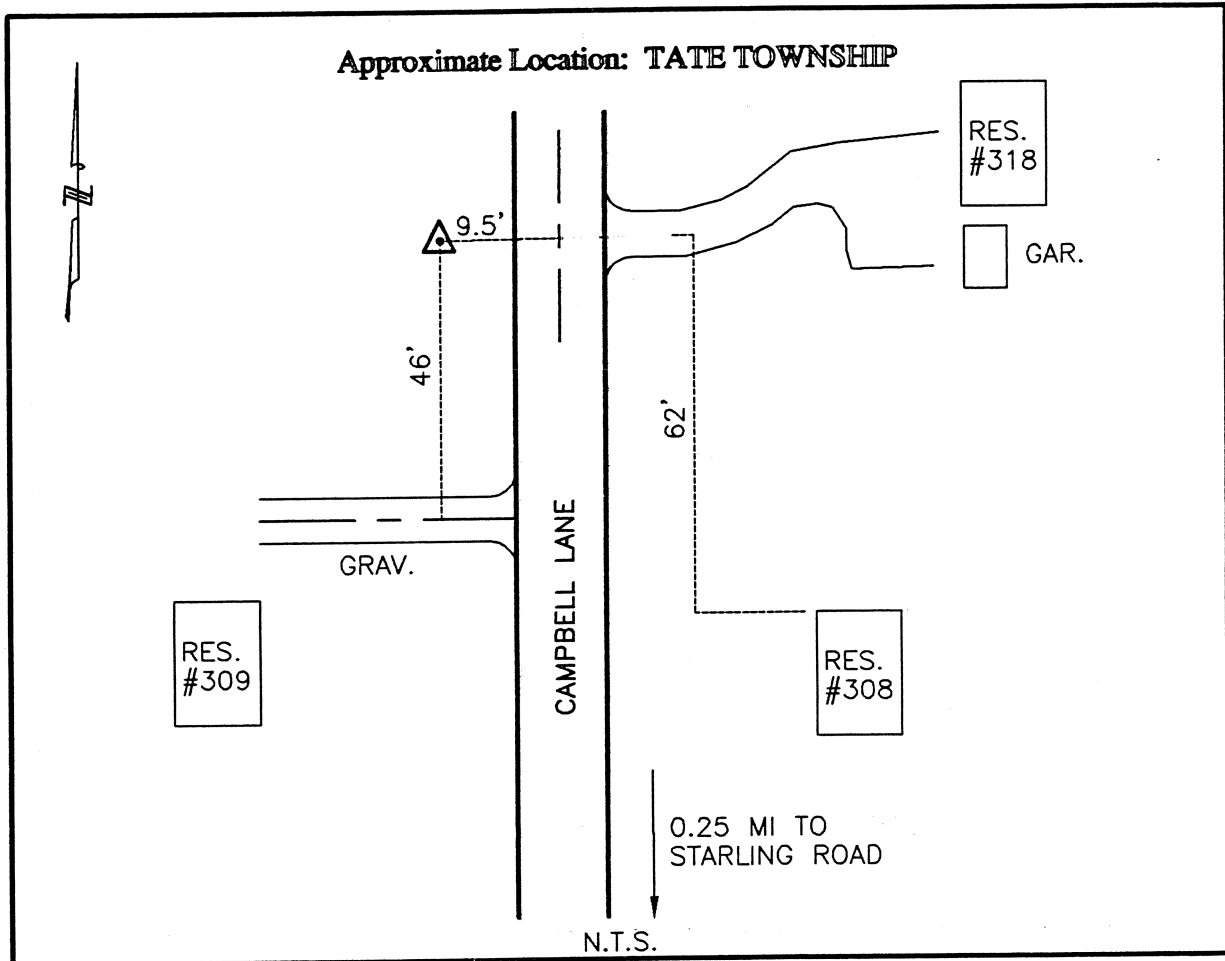 Approximate Location: TATE TOWNSHIP
N
RES.
#318
9.5'
GAR.
46'
62'
GRAV.
CAMPBELL LANE
RES.
#309
RES.
#308
0.25 MI TO
STARLING ROAD
N.T.S.